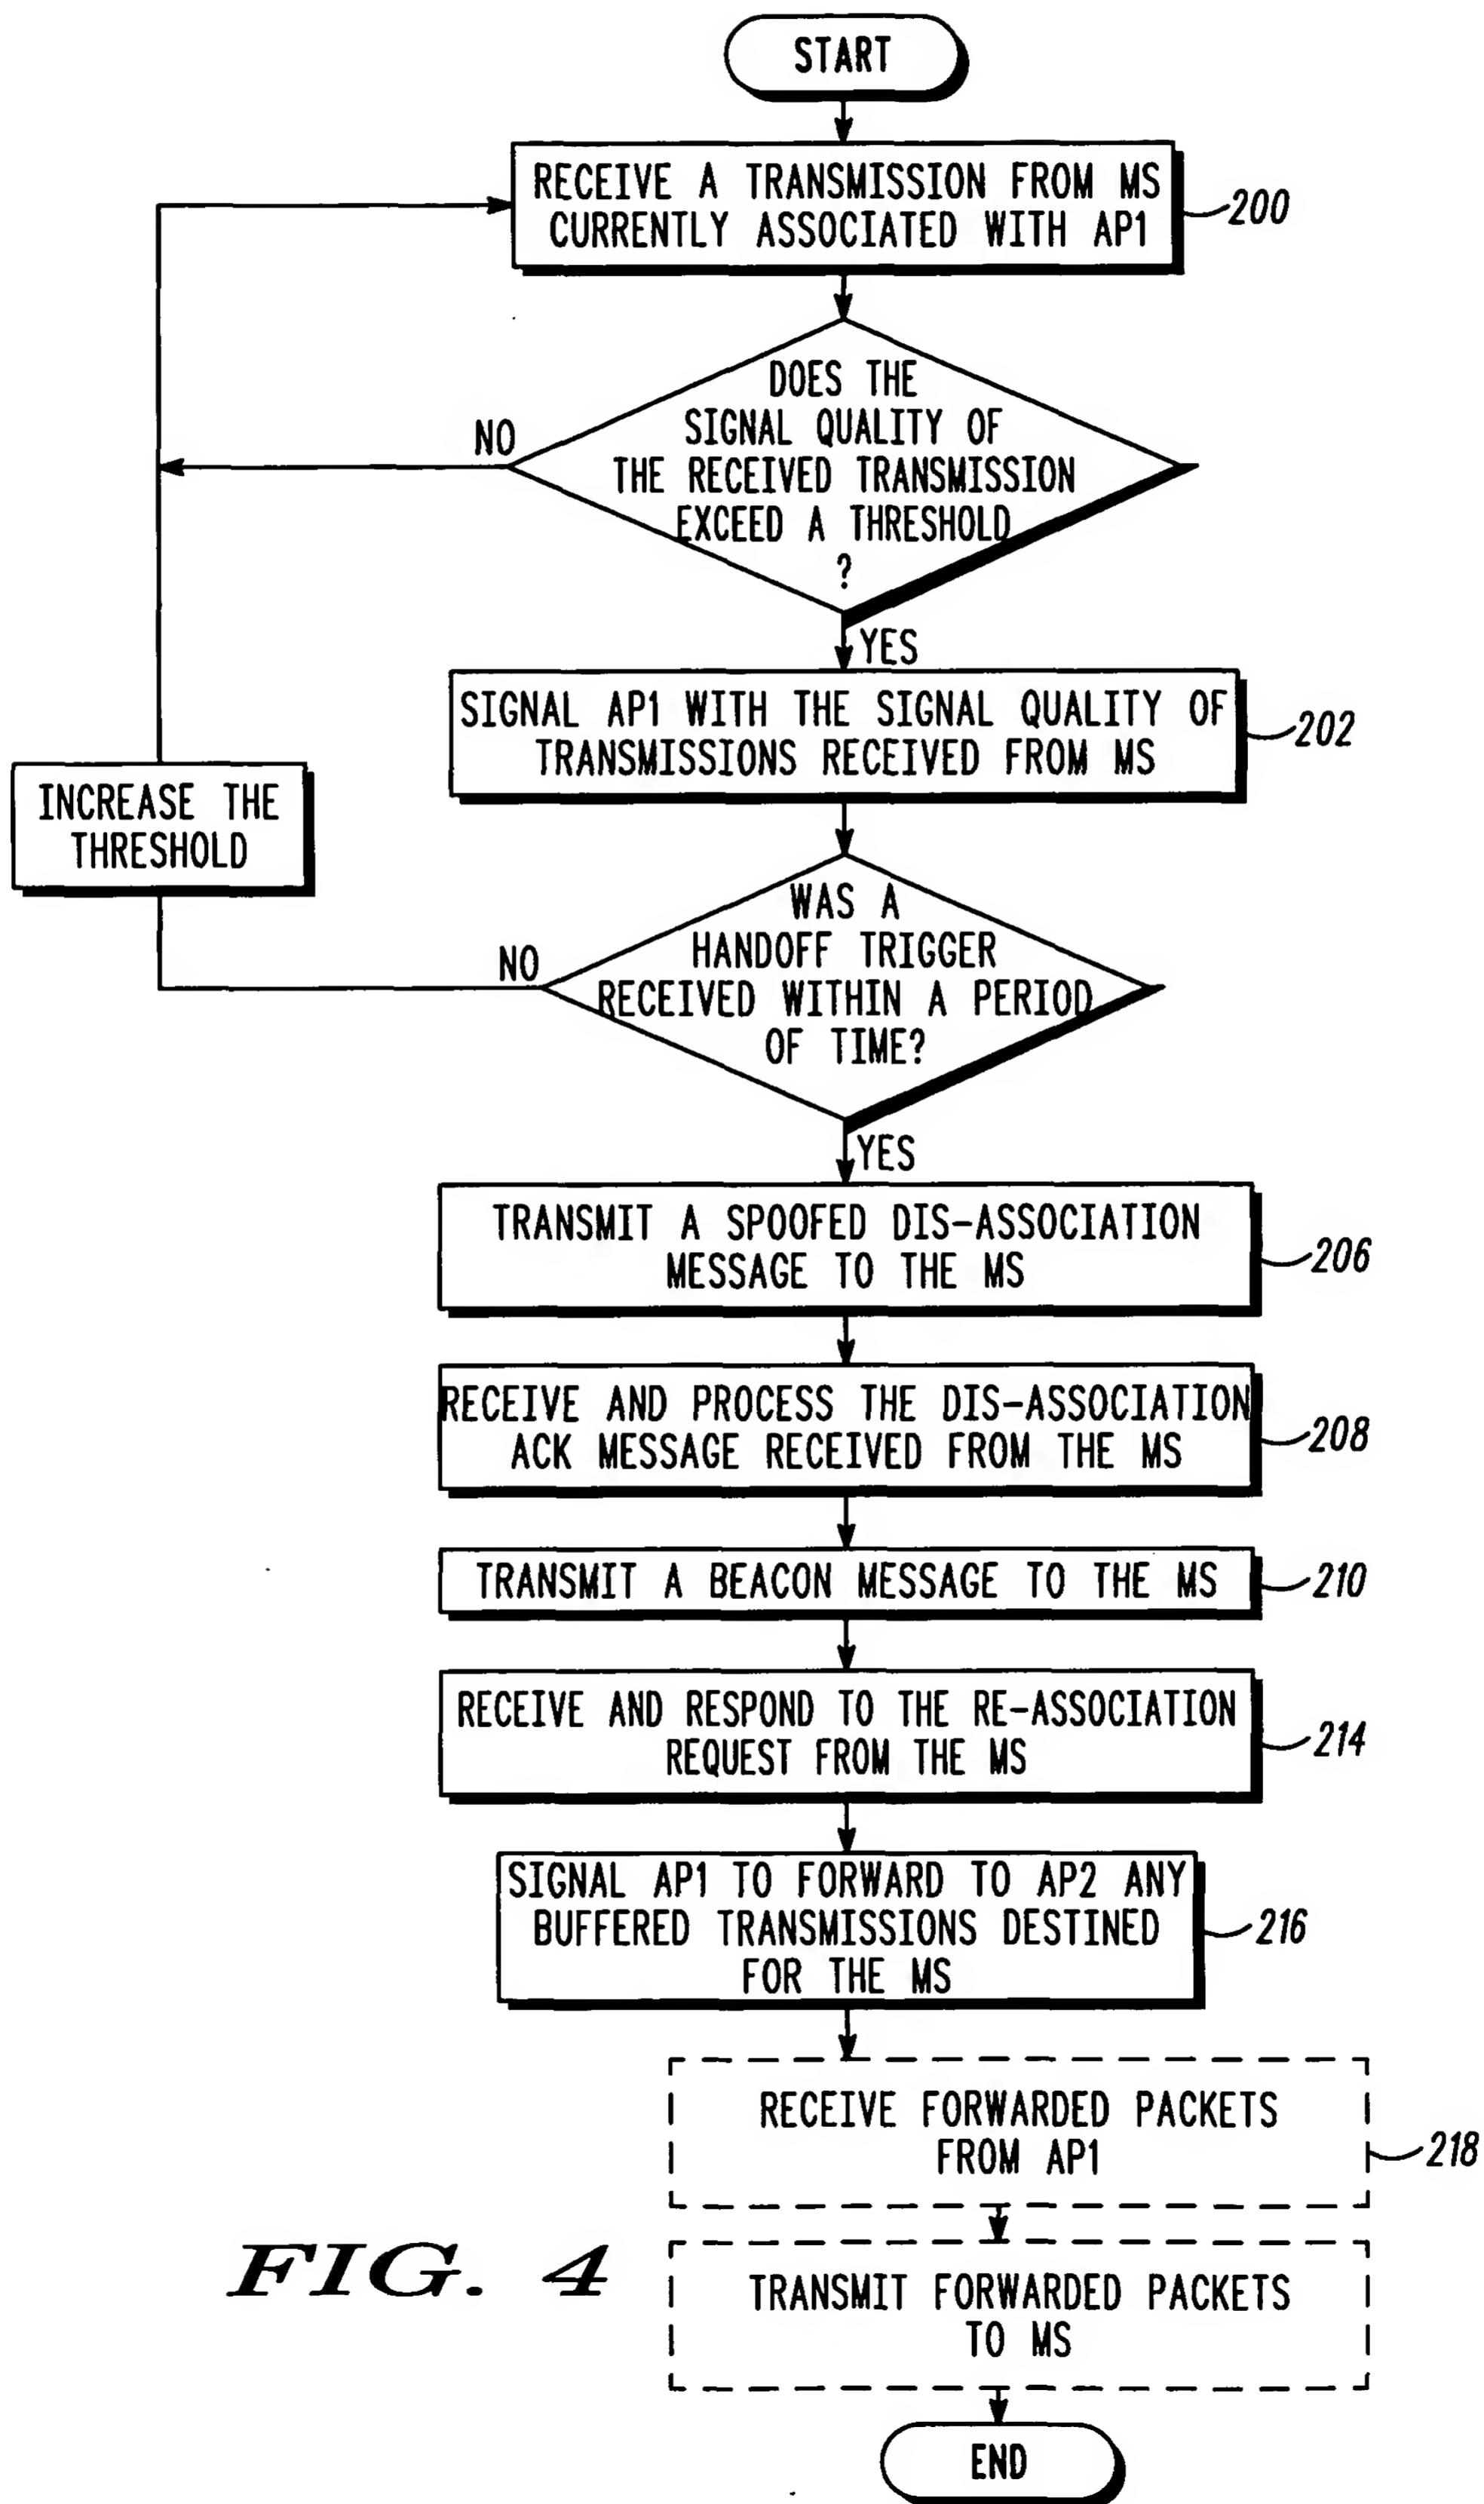 START
RECEIVE A TRANSMISSION FROM MS
CURRENTLY ASSOCIATED WITH AP1
200
DOES THE
SIGNAL QUALITY OF
THE RECEIVED TRANSMISSION
EXCEED A THRESHOLD
?
NO
YES
SIGNAL AP1 WITH THE SIGNAL QUALITY OF
TRANSMISSIONS RECEIVED FROM MS
202
INCREASE THE
THRESHOLD
WAS A
HANDOFF TRIGGER
RECEIVED WITHIN A PERIOD
OF TIME?
NO
YES
TRANSMIT A SPOOFED DIS-ASSOCIATION
MESSAGE TO THE MS
206
RECEIVE AND PROCESS THE DIS-ASSOCIATION
ACK MESSAGE RECEIVED FROM THE MS
208
TRANSMIT A BEACON MESSAGE TO THE MS
210
RECEIVE AND RESPOND TO THE RE-ASSOCIATION
REQUEST FROM THE MS
214
SIGNAL AP1 TO FORWARD TO AP2 ANY
BUFFERED TRANSMISSIONS DESTINED
FOR THE MS
216
RECEIVE FORWARDED PACKETS
FROM AP1
218
TRANSMIT FORWARDED PACKETS
TO MS
END
FIG. 4